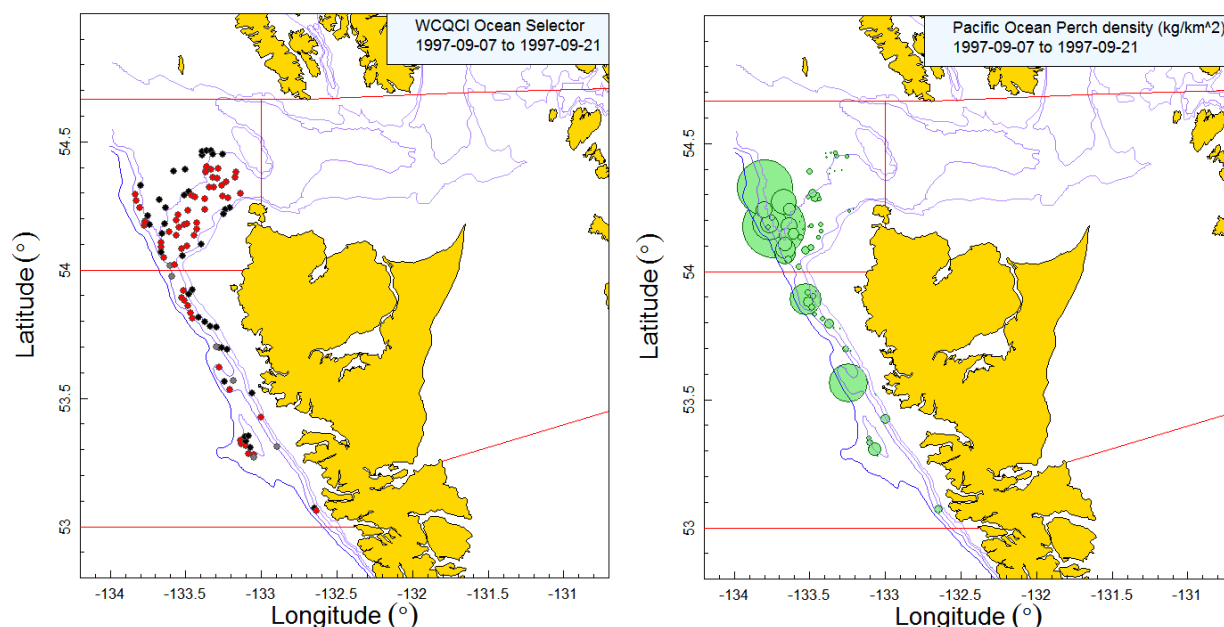 WCQCI Ocean Selector
1997-09-07 to 1997-09-21
54.5
54
53.5
53
Latitude (°)
-134
-133.5
-133
-132.5
-132
-131.5
-131
Longitude (°)
Pacific Ocean Perch density (kg/km^2)
1997-09-07 to 1997-09-21
54.5
54
53.5
53
Latitude (°)
-134
-133.5
-133
-132.5
-132
-131.5
-131
Longitude (°)